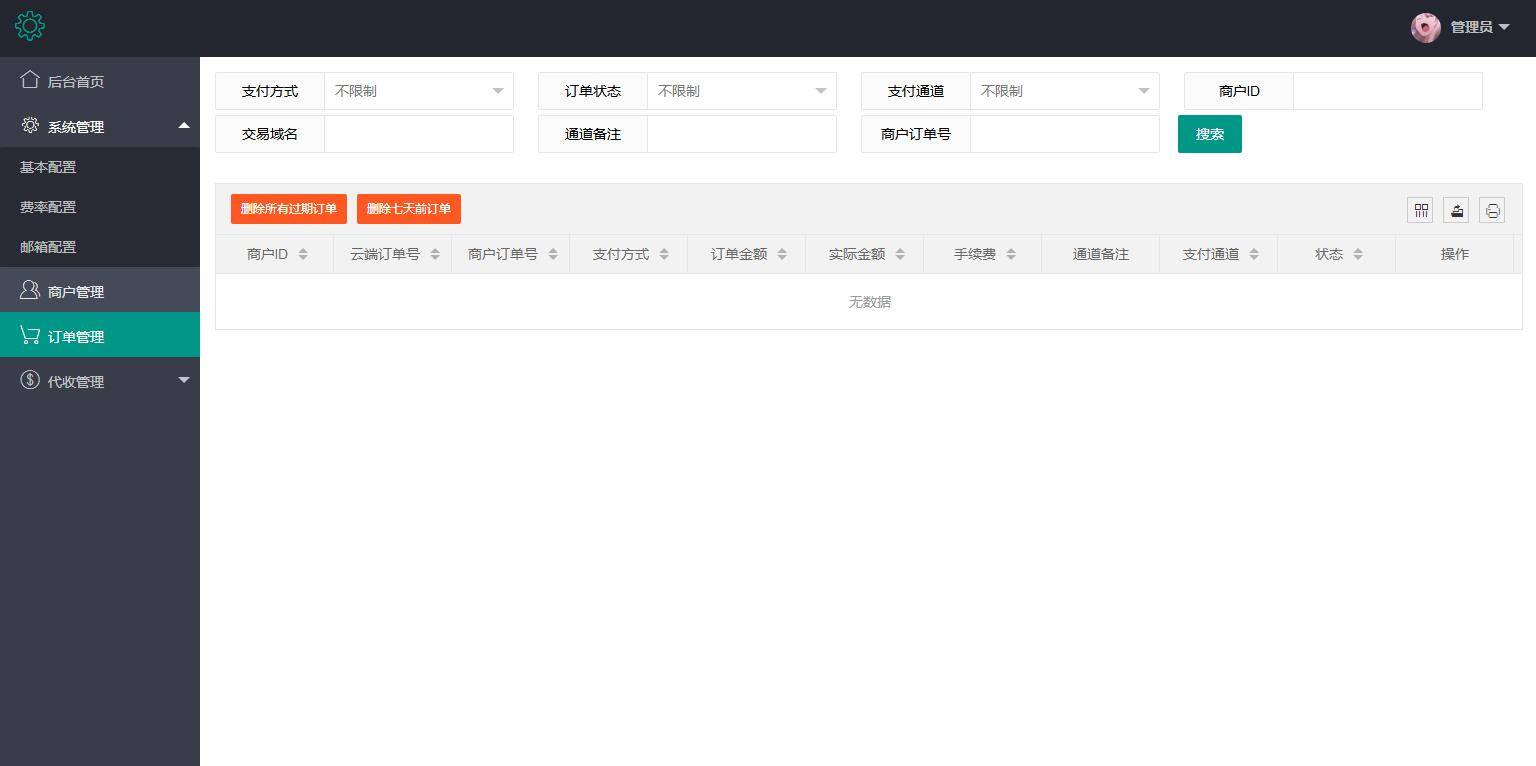 管理员
后台首页
系统管理
基本配置
费率配置
邮箱配置
商户管理
订单管理
代收管理
支付方式 不限制 订单状态 不限制 支付通道 不限制 商户ID
交易域名 通道备注 商户订单号 搜索
删除所有过期订单 删除七天前订单
商户ID 云端订单号 商户订单号 支付方式 订单金额 实际金额 手续费 通道备注 支付通道 状态 操作
无数据